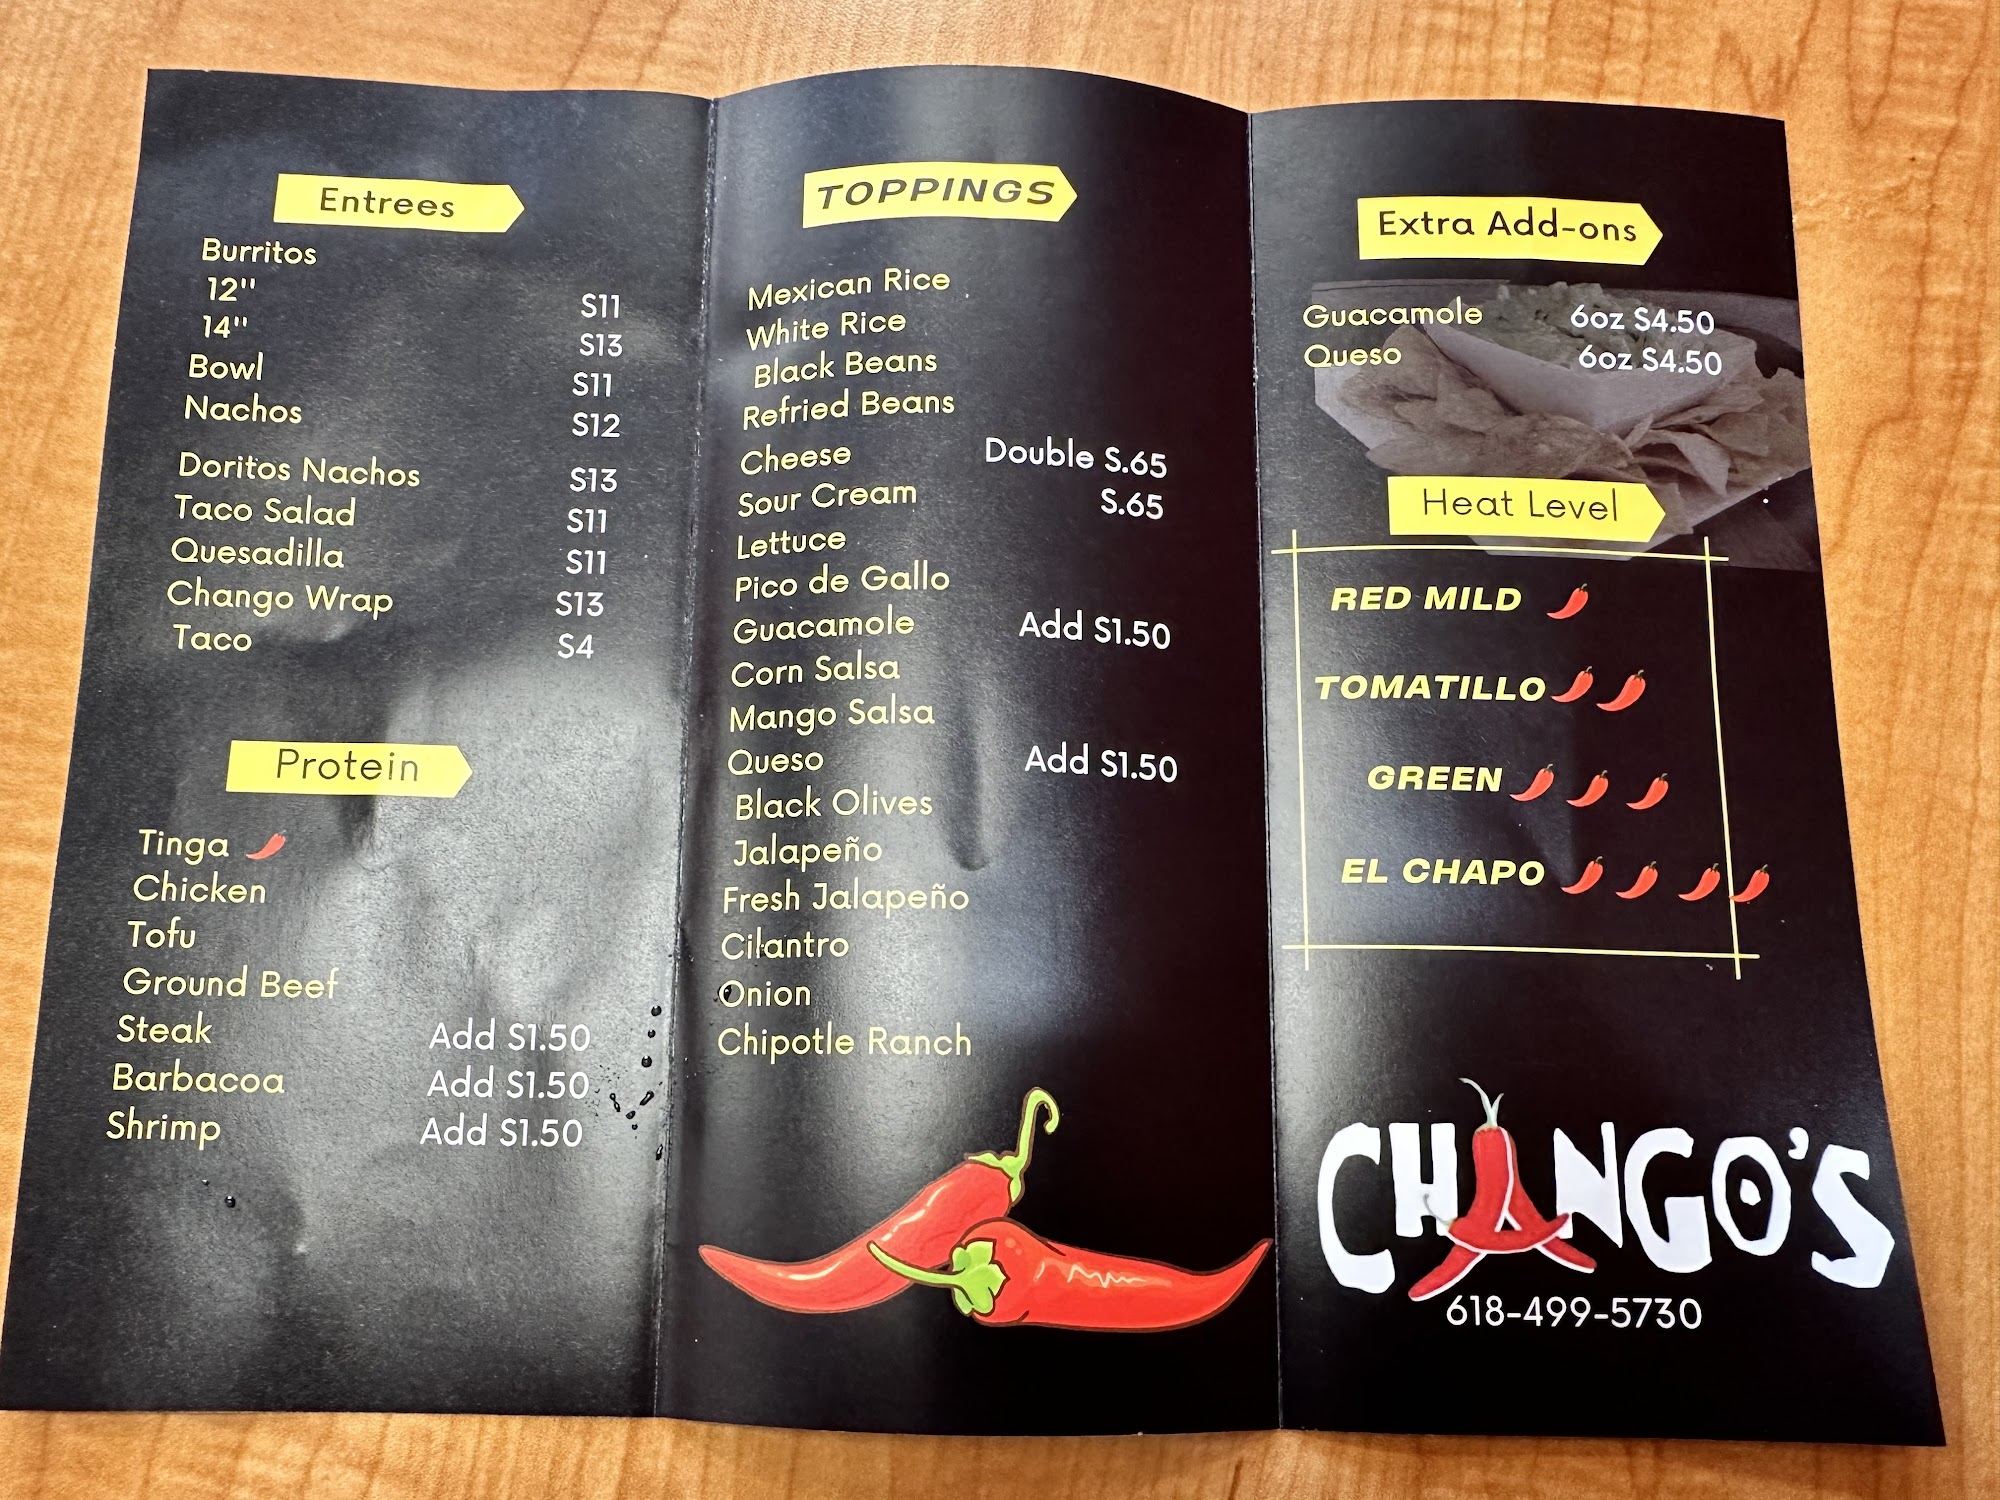 Entrees
Burritos
12" $11
14" $13
Bowl $11
Nachos $12
Doritos Nachos $13
Taco Salad $11
Quesadilla $11
Chango Wrap $13
Taco $4
Protein
Tinga
Chicken
Tofu
Ground Beef
Steak Add $1.50
Barbacoa Add $1.50
Shrimp Add $1.50
TOPPINGS
Mexican Rice
White Rice
Black Beans
Refried Beans
Cheese Double $.65
Sour Cream $.65
Lettuce
Pico de Gallo
Guacamole Add $1.50
Corn Salsa
Mango Salsa
Queso Add $1.50
Black Olives
Jalapeño
Fresh Jalapeño
Cilantro
Onion
Chipotle Ranch
Extra Add-ons
Guacamole 6oz $4.50
Queso 6oz $4.50
Heat Level
RED MILD
TOMATILLO
GREEN
EL CHAPO
CHANGO'S
618-499-5730